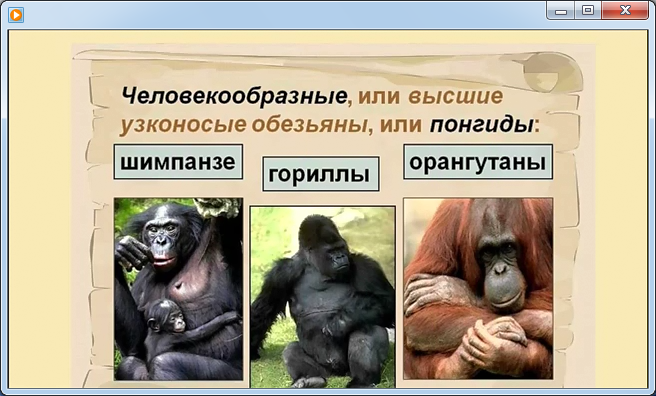 Человекообразные, или высшие
узконосые обезьяны, или понгиды:
шимпанзе
гориллы
орангутаны